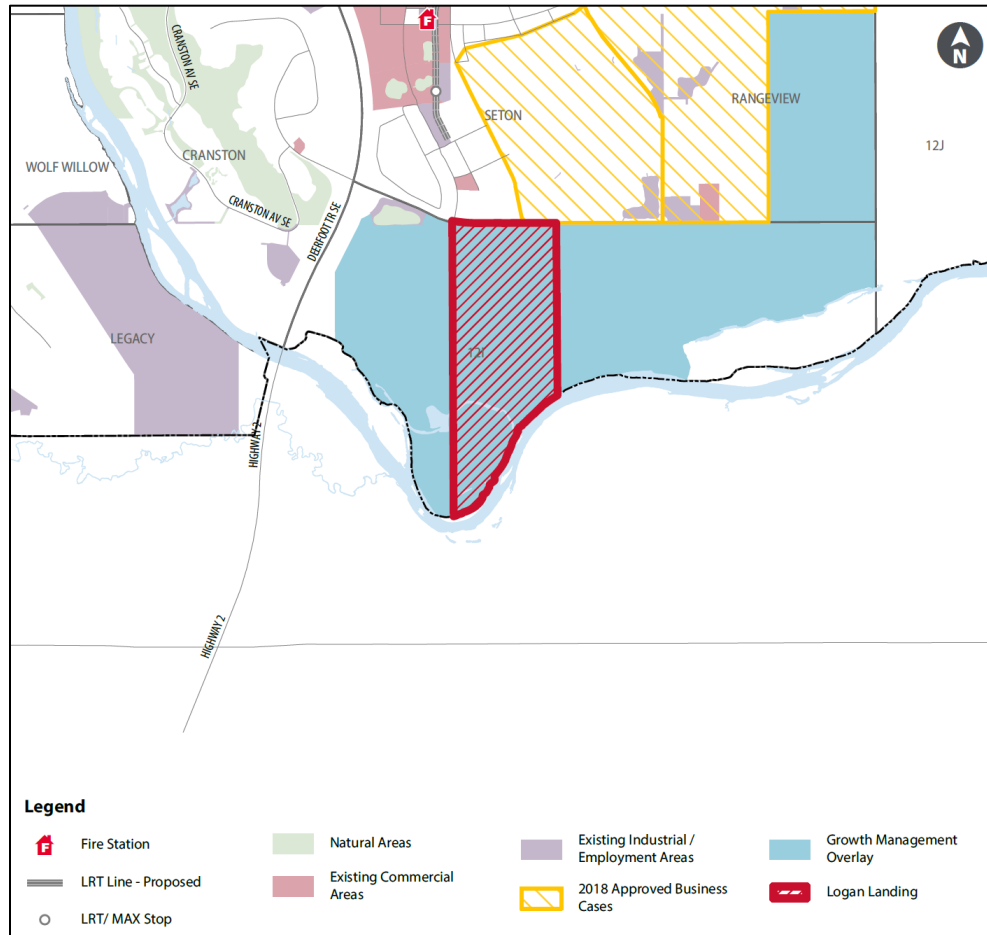 F
N
CRANSTON AV SE
SETON
RANGEVIEW
12J
WOLF WILLOW
CRANSTON
CRANSTON AV SE
DEERFOOT TR SE
LEGACY
12I
HIGHWAY 2
HIGHWAY 2
Legend
F
Fire Station
LRT Line - Proposed
LRT/ MAX Stop
Natural Areas
Existing Commercial
Areas
Existing Industrial /
Employment Areas
2018 Approved Business
Cases
Growth Management
Overlay
Logan Landing